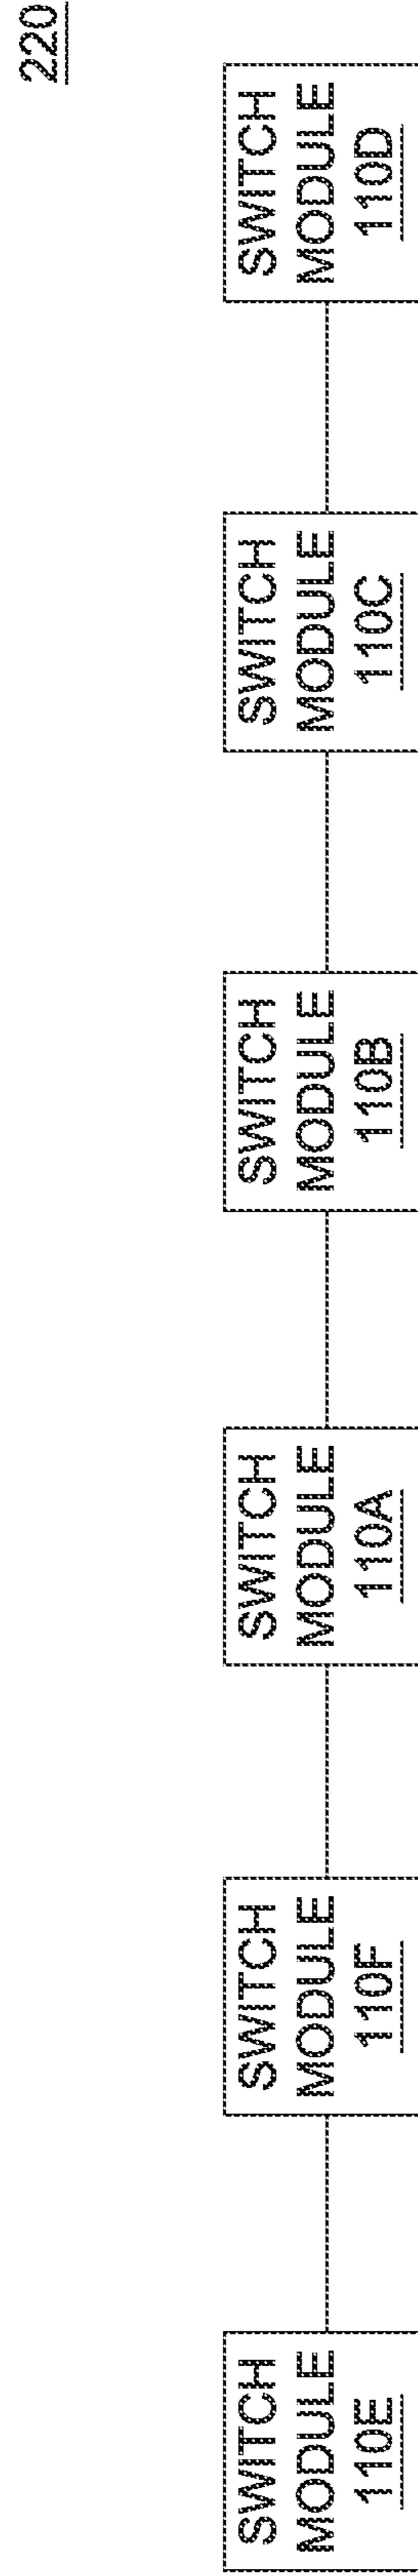 220
SWITCH
MODULE
110E
SWITCH
MODULE
110F
SWITCH
MODULE
110A
SWITCH
MODULE
110B
SWITCH
MODULE
110C
SWITCH
MODULE
110D